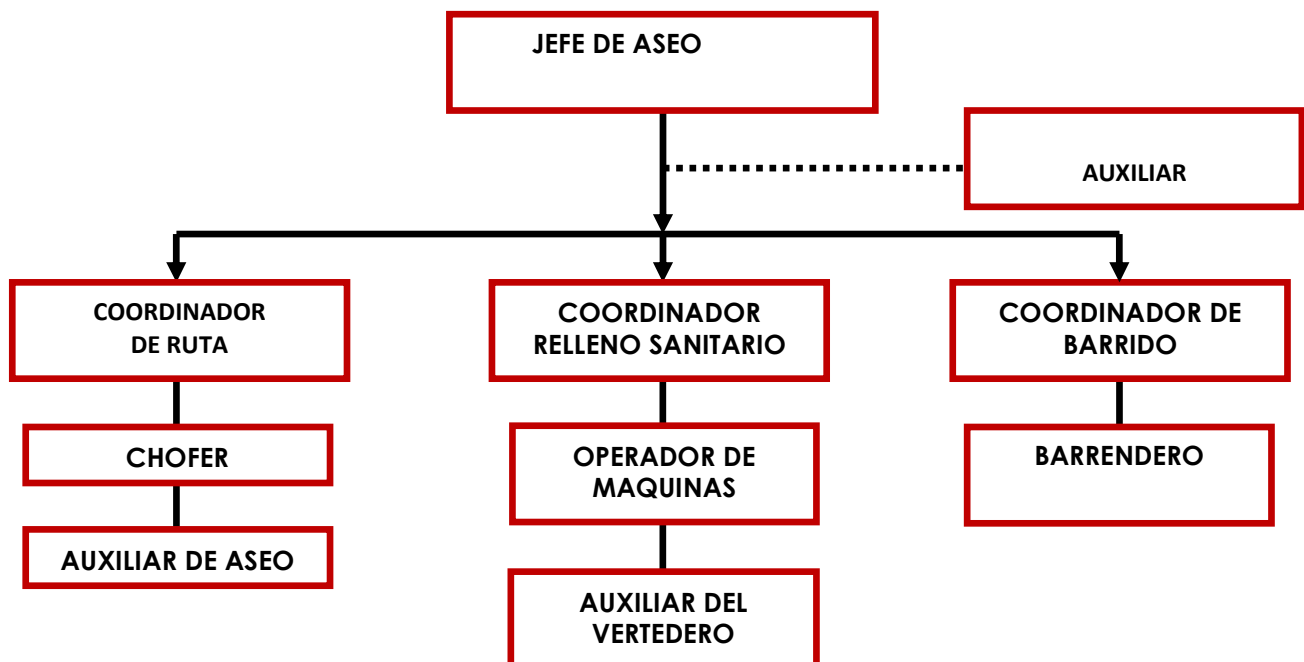 JEFE DE ASEO
AUXILIAR
COORDINADOR
DE RUTA
COORDINADOR
RELLENO SANITARIO
COORDINADOR DE
BARRIDO
CHOFER
OPERADOR DE
MAQUINAS
BARRENDERO
AUXILIAR DE ASEO
AUXILIAR DEL
VERTEDERO